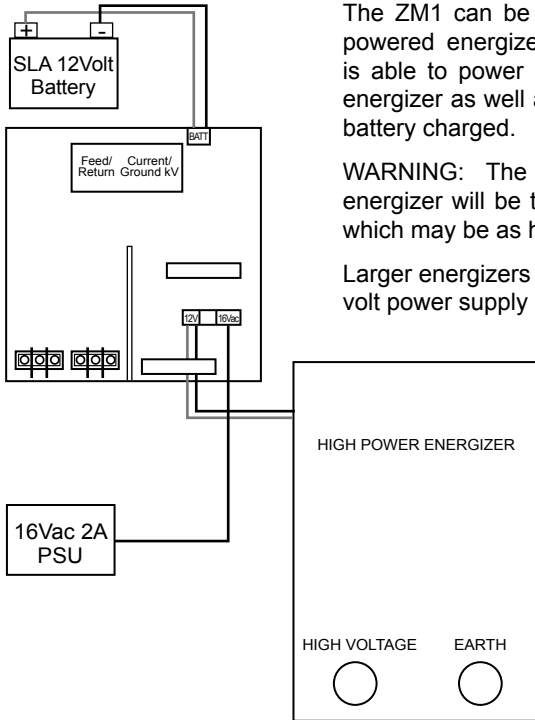 The ZM1 can be
powered energize
is able to power
energizer as well
battery charged.
WARNING: The
energizer will be
which may be as
Larger energizers
volt power supply
+ -
SLA 12Volt
Battery
BATT
Feed/ Current/
Return Ground kV
12V 16Vac
HIGH POWER ENERGIZER
16Vac 2A
PSU
HIGH VOLTAGE EARTH